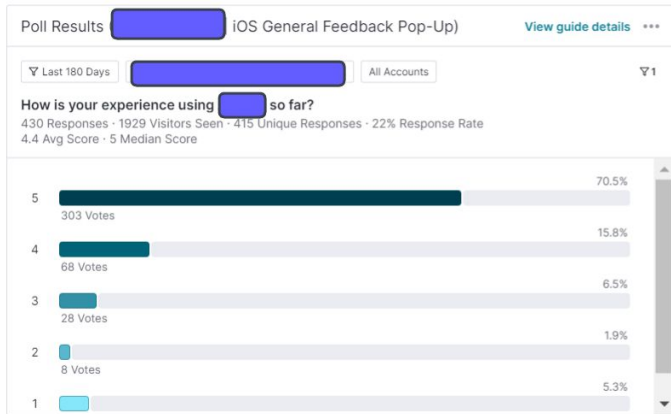 Poll Results ( iOS General Feedback Pop-Up)
View guide details
Last 180 Days
All Accounts
1
How is your experience using so far?
430 Responses · 1929 Visitors Seen · 415 Unique Responses · 22% Response Rate
4.4 Avg Score · 5 Median Score
70.5%
5
303 Votes
15.8%
4
68 Votes
6.5%
3
28 Votes
1.9%
2
8 Votes
5.3%
1